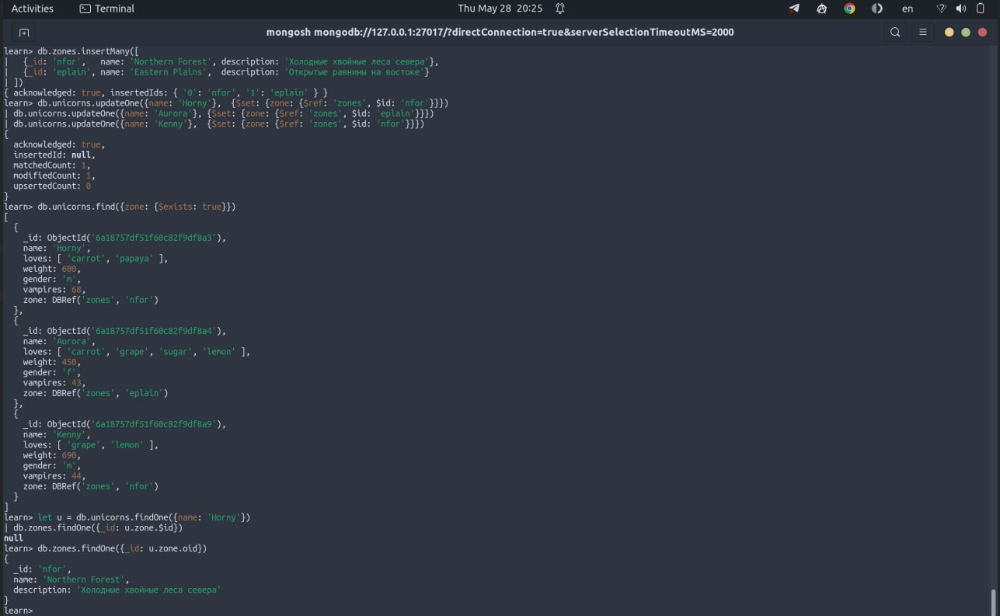 Activities Terminal Thu May 28 20:25 en
mongosh mongodb://127.0.0.1:27017/?directConnection=true&serverSelectionTimeoutMS=2000
learn> db.zones.insertMany([
|   {_id: 'nfor',   name: 'Northern Forest', description: 'Холодные хвойные леса севера'},
|   {_id: 'eplain', name: 'Eastern Plains',  description: 'Открытые равнины на востоке'}
| ])
{ acknowledged: true, insertedIds: { '0': 'nfor', '1': 'eplain' } }
learn> db.unicorns.updateOne({name: 'Horny'},  {$set: {zone: {$ref: 'zones', $id: 'nfor'}}})
| db.unicorns.updateOne({name: 'Aurora'}, {$set: {zone: {$ref: 'zones', $id: 'eplain'}}})
| db.unicorns.updateOne({name: 'Kenny'},  {$set: {zone: {$ref: 'zones', $id: 'nfor'}}})
{
  acknowledged: true,
  insertedId: null,
  matchedCount: 1,
  modifiedCount: 1,
  upsertedCount: 0
}
learn> db.unicorns.find({zone: {$exists: true}})
[
  {
    _id: ObjectId('6a18757df51f60c82f9df8a3'),
    name: 'Horny',
    loves: [ 'carrot', 'papaya' ],
    weight: 600,
    gender: 'm',
    vampires: 68,
    zone: DBRef('zones', 'nfor')
  },
  {
    _id: ObjectId('6a18757df51f60c82f9df8a4'),
    name: 'Aurora',
    loves: [ 'carrot', 'grape', 'sugar', 'lemon' ],
    weight: 450,
    gender: 'f',
    vampires: 43,
    zone: DBRef('zones', 'eplain')
  },
  {
    _id: ObjectId('6a18757df51f60c82f9df8a9'),
    name: 'Kenny',
    loves: [ 'grape', 'lemon' ],
    weight: 690,
    gender: 'm',
    vampires: 44,
    zone: DBRef('zones', 'nfor')
  }
]
learn> let u = db.unicorns.findOne({name: 'Horny'})
| db.zones.findOne({_id: u.zone.$id})
null
learn> db.zones.findOne({_id: u.zone.oid})
{
  _id: 'nfor',
  name: 'Northern Forest',
  description: 'Холодные хвойные леса севера'
}
learn>